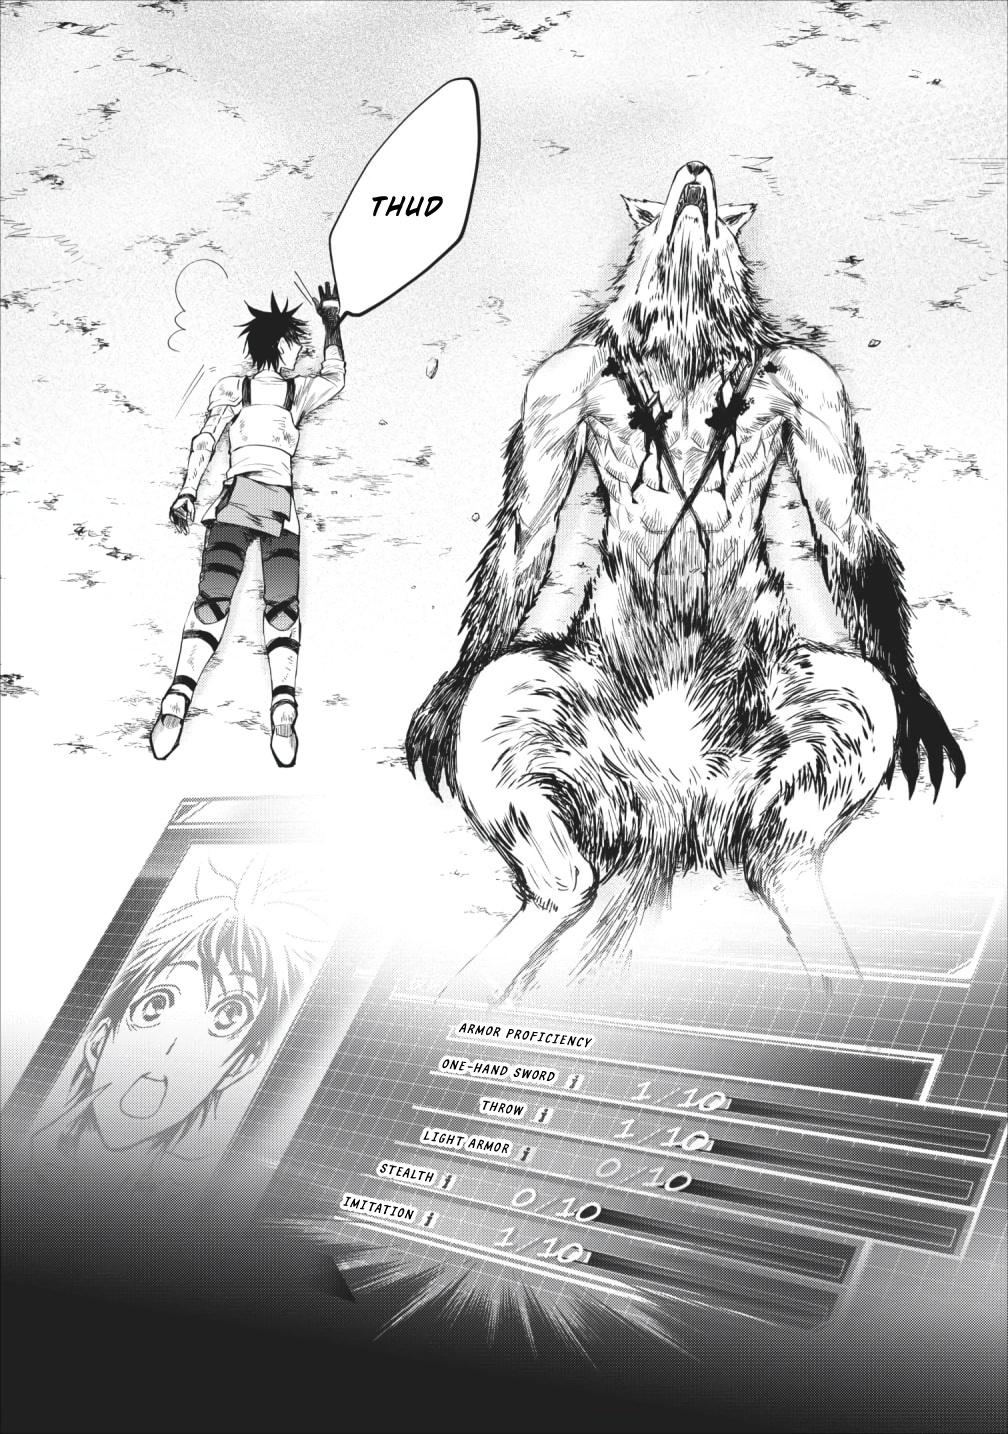 THUD
ARMOR PROFICIENCY
ONE-HAND SWORD i 1/10
THROW i 1/10
LIGHT ARMOR i 0/10
STEALTH i 0/10
IMITATION i 1/10